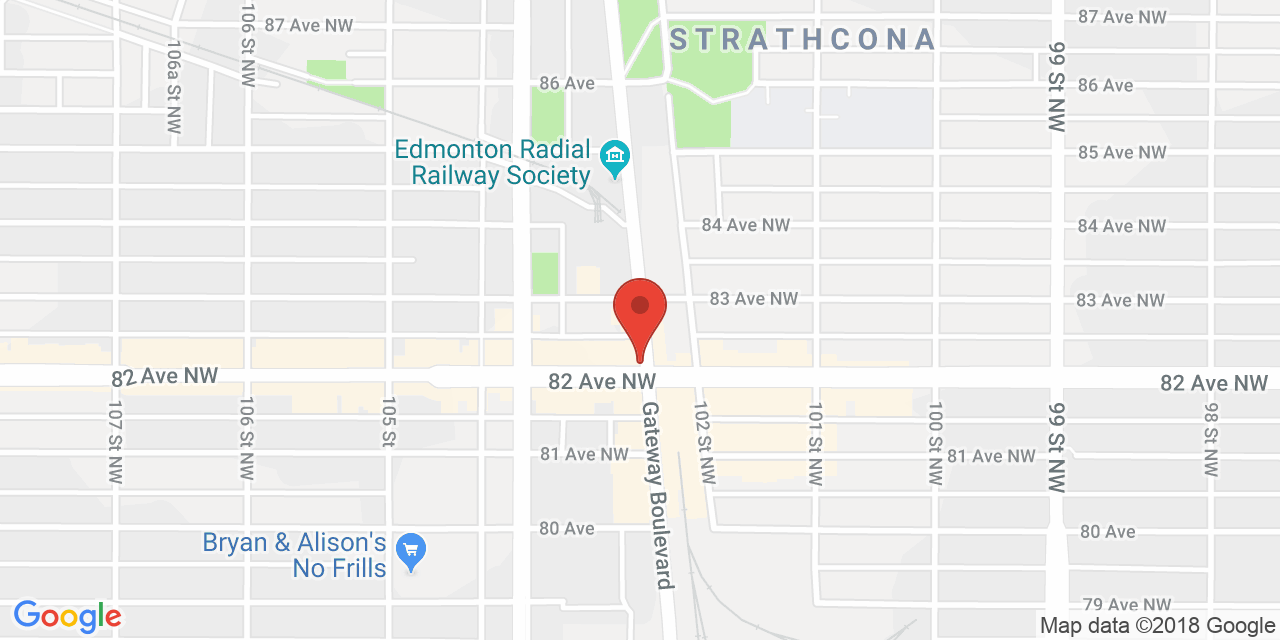 87 Ave NW
106 St NW
106a St NW
STRATHCONA
87 Ave NW
86 Ave
86 Ave
99 St NW
Edmonton Radial
Railway Society
85 Ave NW
84 Ave NW
84 Ave NW
83 Ave NW
83 Ave NW
82 Ave NW
82 Ave NW
82 Ave NW
107 St NW
106 St NW
105 St
Gateway Boulevard
102 St NW
101 St NW
100 St NW
99 St NW
98 St NW
81 Ave NW
81 Ave NW
80 Ave
80 Ave
Bryan & Alison's
No Frills
79 Ave NW
Google
Map data ©2018 Google